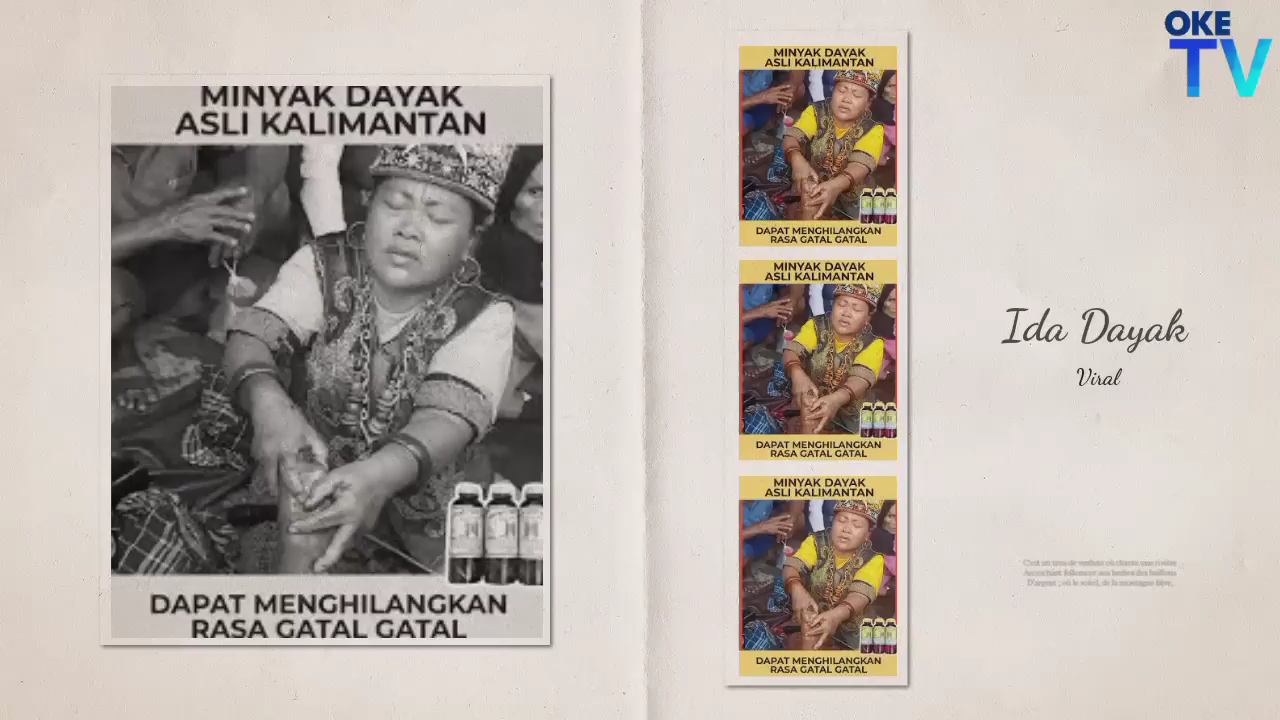 MINYAK DAYAK
ASLI KALIMANTAN
DAPAT MENGHILANGKAN
RASA GATAL GATAL
MINYAK DAYAK
ASLI KALIMANTAN
DAPAT MENGHILANGKAN
RASA GATAL GATAL
MINYAK DAYAK
ASLI KALIMANTAN
DAPAT MENGHILANGKAN
RASA GATAL GATAL
MINYAK DAYAK
ASLI KALIMANTAN
DAPAT MENGHILANGKAN
RASA GATAL GATAL
OKE
TV
Ida Dayak
Viral